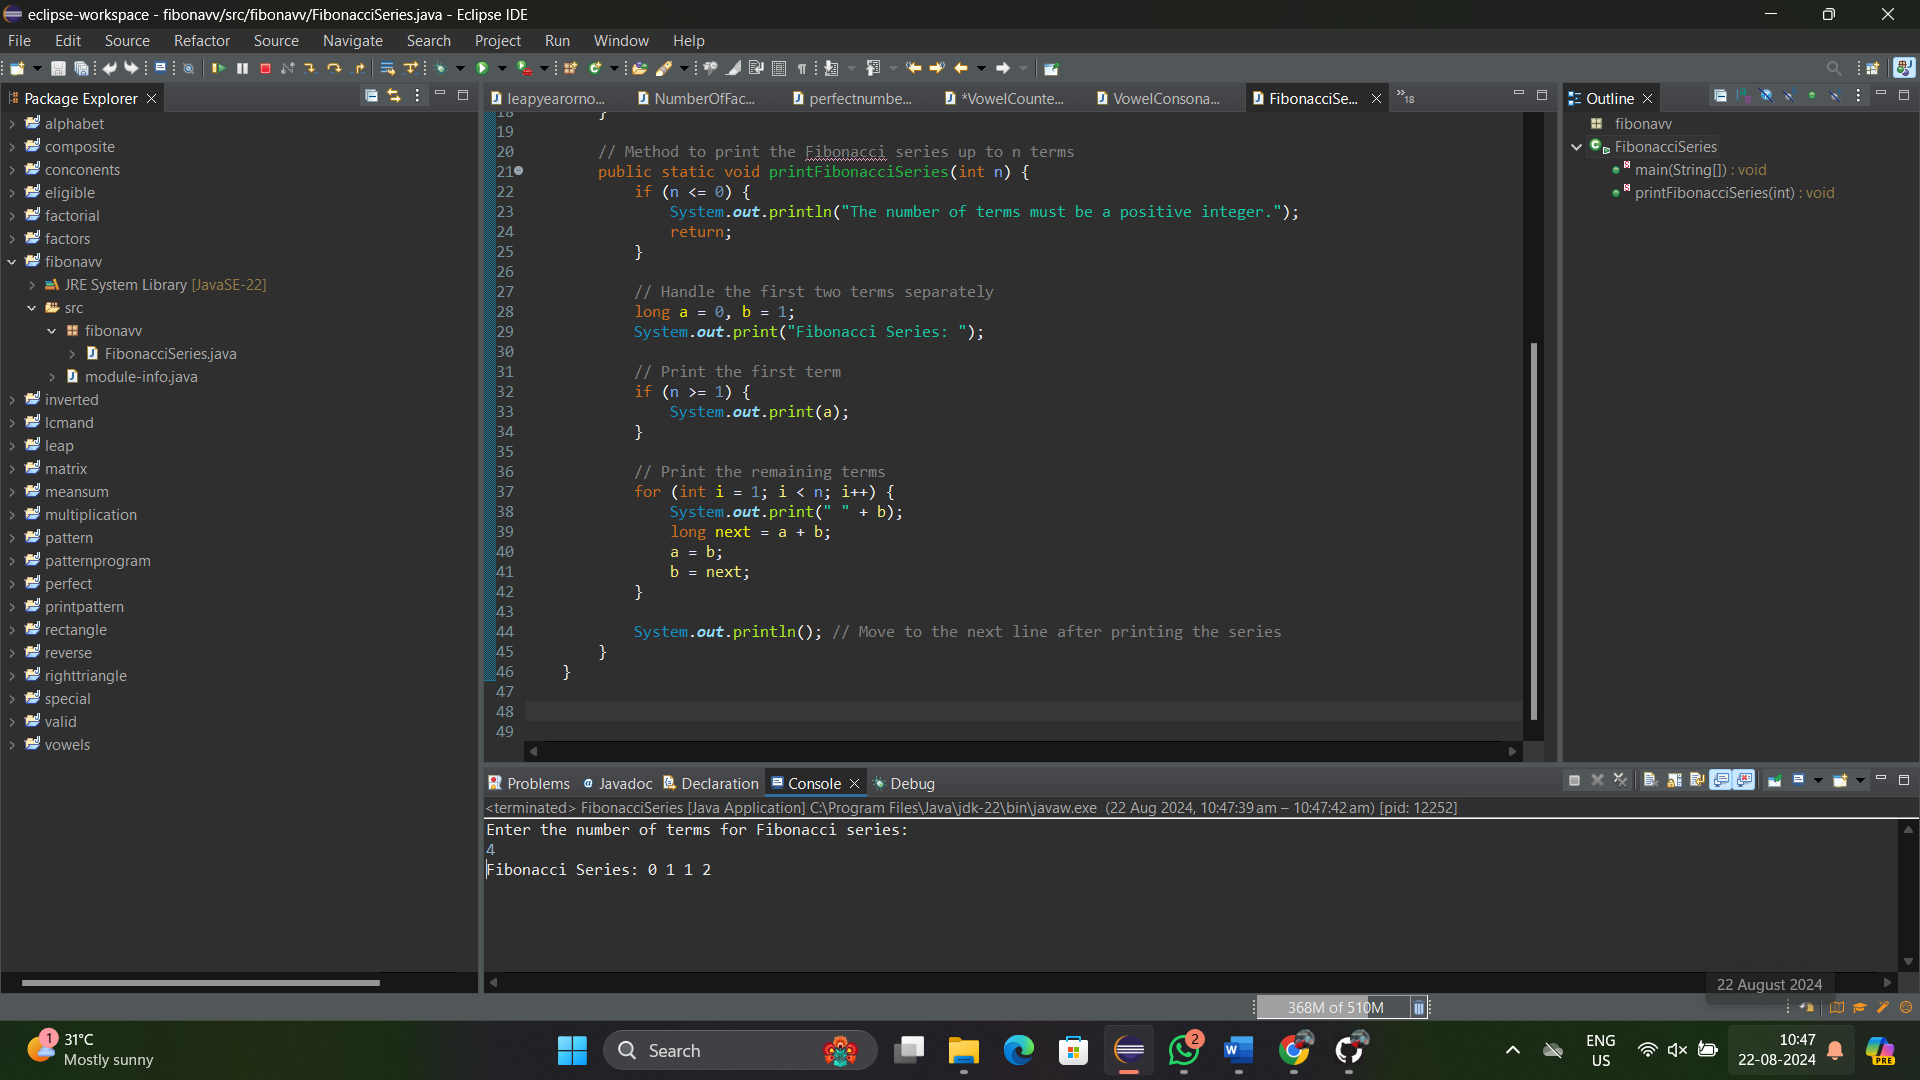 eclipse-workspace - fibonavv/src/fibonavv/FibonacciSeries.java - Eclipse IDE
File Edit Source Refactor Source Navigate Search Project Run Window Help
Package Explorer
alphabet
composite
conconents
eligible
factorial
factors
fibonavv
JRE System Library [JavaSE-22]
src
fibonavv
FibonacciSeries.java
module-info.java
inverted
lcmand
leap
matrix
meansum
multiplication
pattern
patternprogram
perfect
printpattern
rectangle
reverse
righttriangle
special
valid
vowels
leapyearorno... NumberOfFac... perfectnumbe... *VowelCounte... VowelConsona... FibonacciSe... »18
18 }
19
20 // Method to print the Fibonacci series up to n terms
21 public static void printFibonacciSeries(int n) {
22 if (n <= 0) {
23 System.out.println("The number of terms must be a positive integer.");
24 return;
25 }
26
27 // Handle the first two terms separately
28 long a = 0, b = 1;
29 System.out.print("Fibonacci Series: ");
30
31 // Print the first term
32 if (n >= 1) {
33 System.out.print(a);
34 }
35
36 // Print the remaining terms
37 for (int i = 1; i < n; i++) {
38 System.out.print(" " + b);
39 long next = a + b;
40 a = b;
41 b = next;
42 }
43
44 System.out.println(); // Move to the next line after printing the series
45 }
46 }
47
48
49
Outline
fibonavv
FibonacciSeries
main(String[]) : void
printFibonacciSeries(int) : void
Problems Javadoc Declaration Console Debug
<terminated> FibonacciSeries [Java Application] C:\Program Files\Java\jdk-22\bin\javaw.exe (22 Aug 2024, 10:47:39 am – 10:47:42 am) [pid: 12252]
Enter the number of terms for Fibonacci series:
4
Fibonacci Series: 0 1 1 2
22 August 2024
368M of 510M
1
31°C
Mostly sunny
Search
2
W
PRE
ENG
US
10:47
22-08-2024